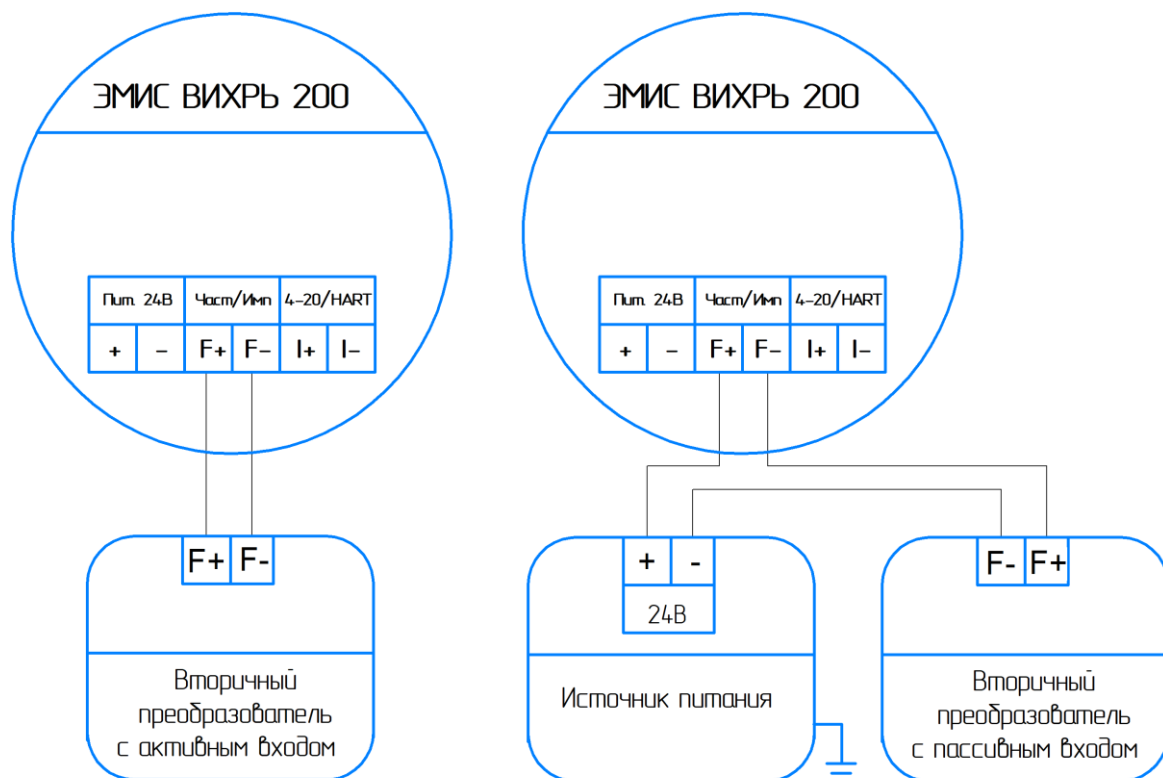 ЭМИС ВИХРЬ 200
Пит. 24В Част/Имп 4-20/HART
+ - F+ F- I+ I-
F+ F-
Вторичный
преобразователь
с активным входом
ЭМИС ВИХРЬ 200
Пит. 24В Част/Имп 4-20/HART
+ - F+ F- I+ I-
+ -
24В
Источник питания
F- F+
Вторичный
преобразователь
с пассивным входом